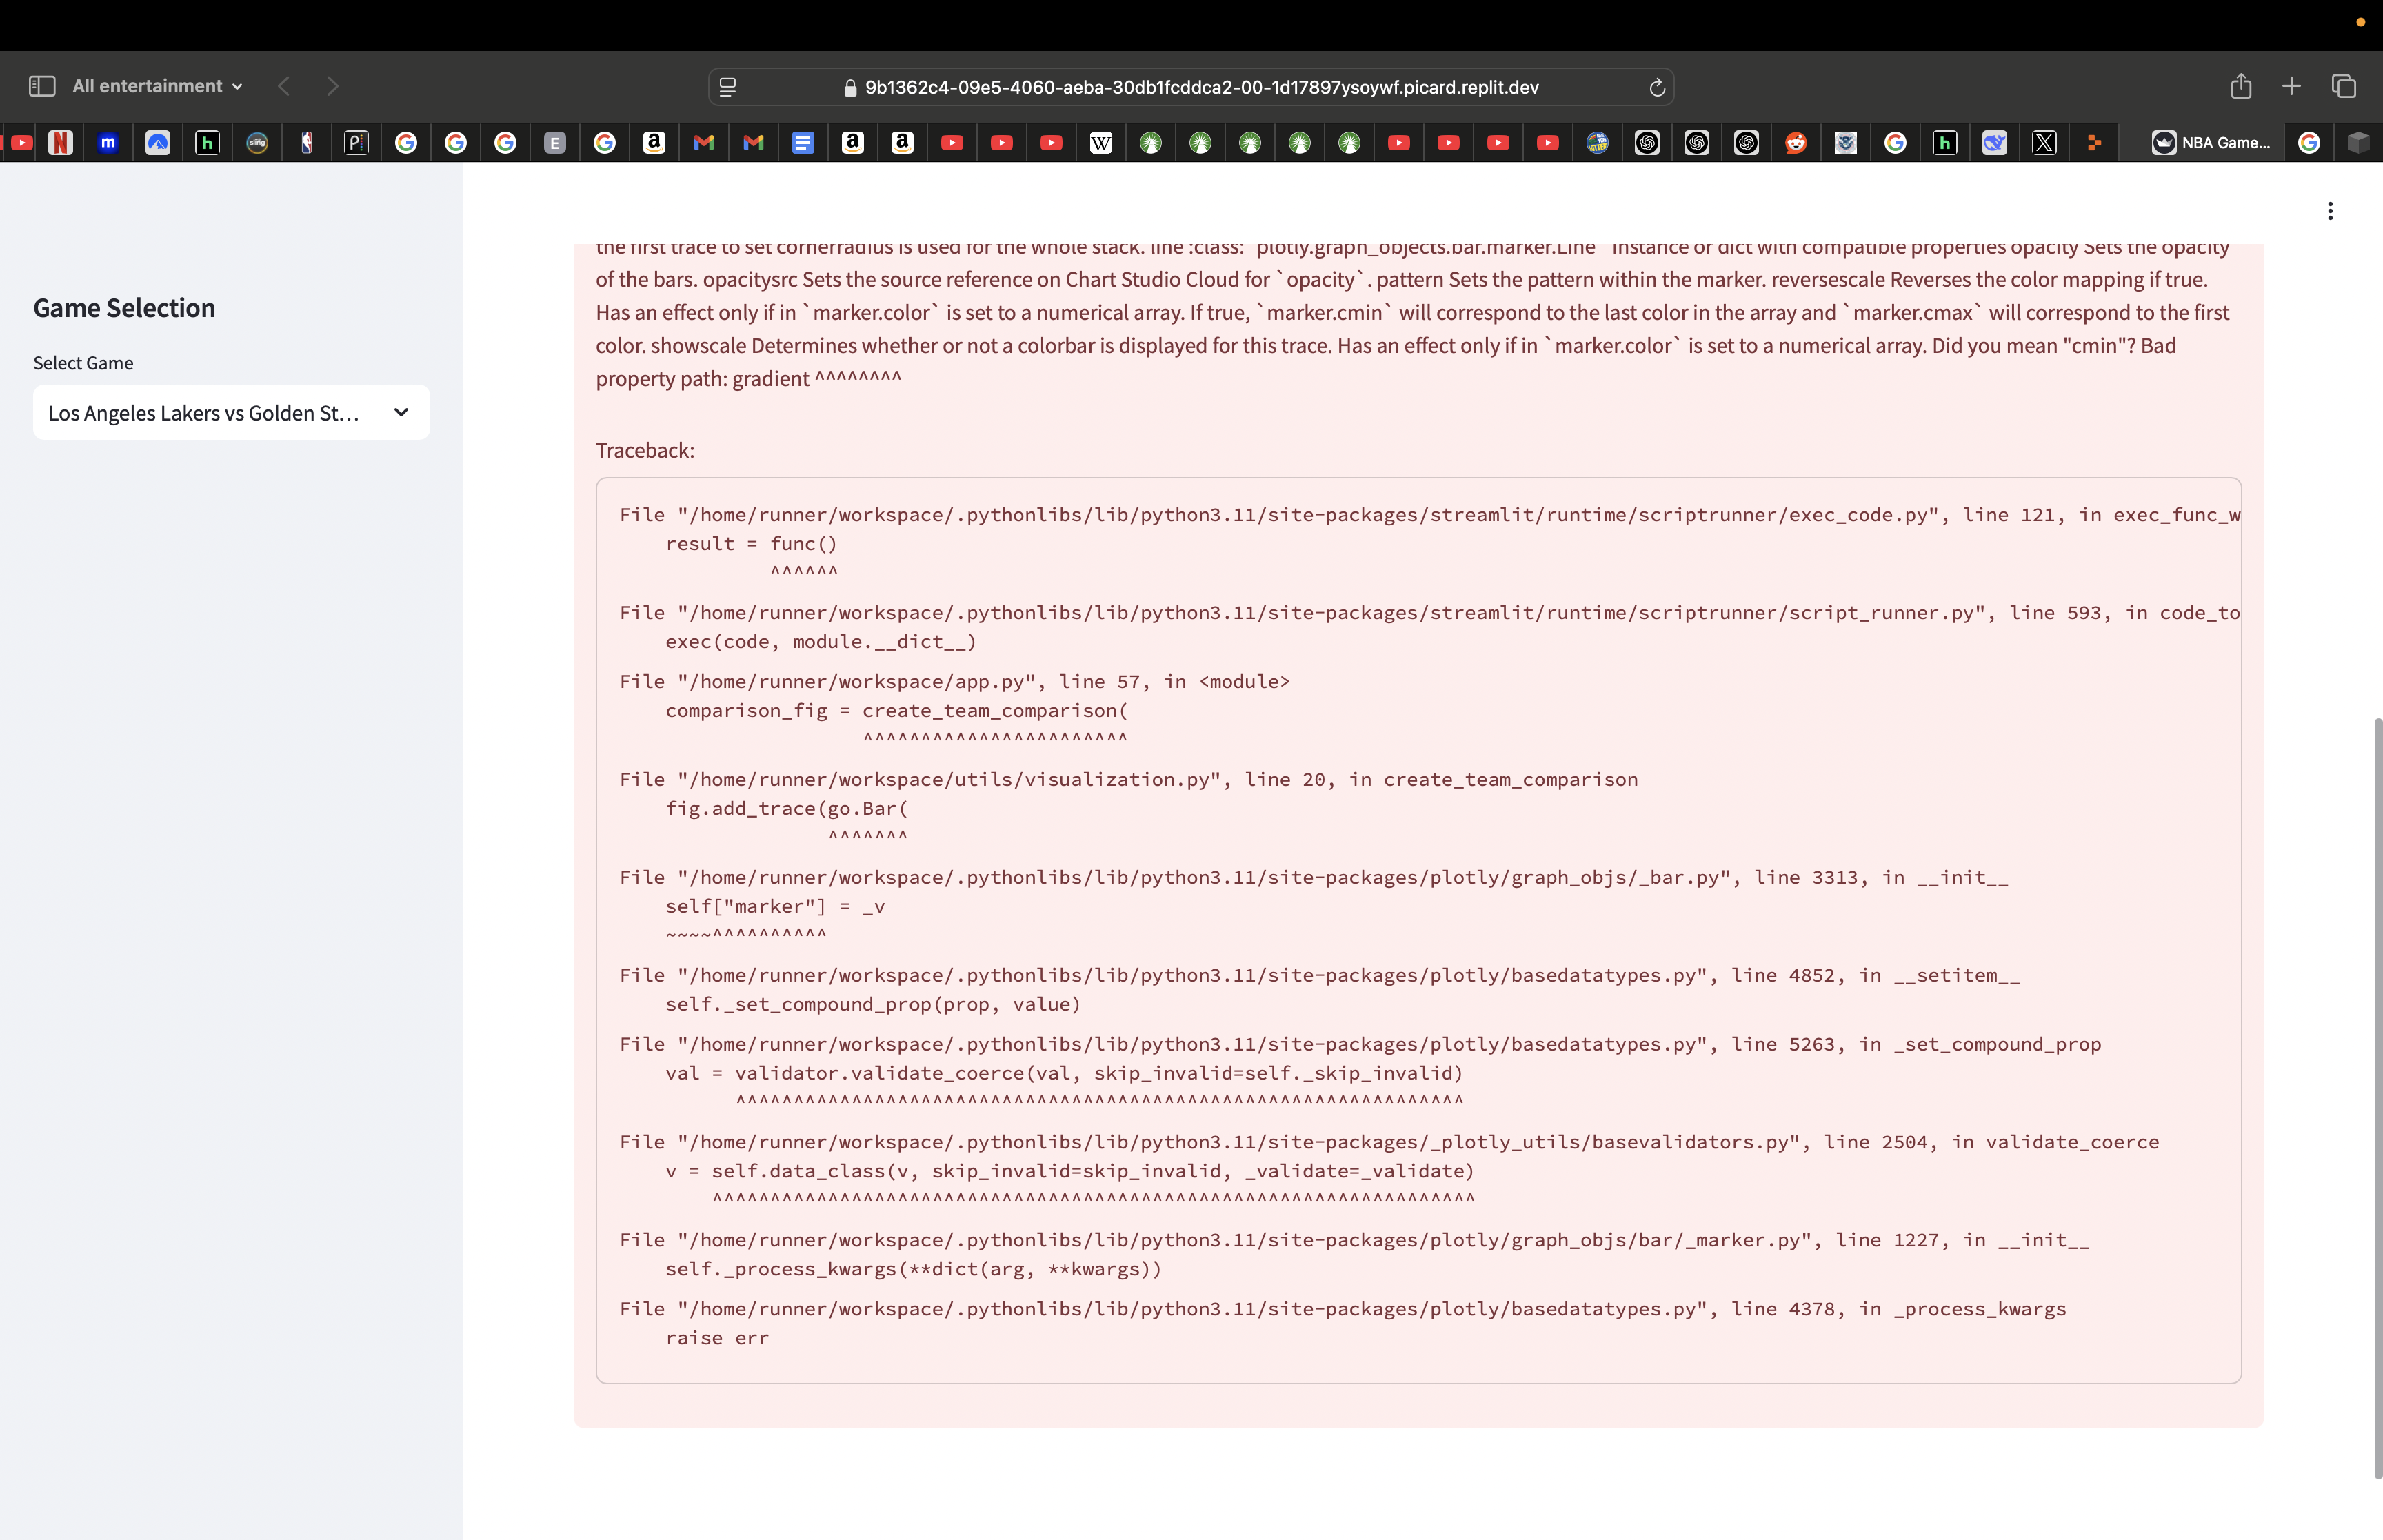 All entertainment
9b1362c4-09e5-4060-aeba-30db1fcddca2-00-1d17897ysoywf.picard.replit.dev
N
m
h
sling
P
G
G
G
E
G
a
M
M
a
a
W
G
h
X
NBA Game...
G
Game Selection
Select Game
Los Angeles Lakers vs Golden St...
the first trace to set cornerradius is used for the whole stack. line :class:`plotly.graph_objects.bar.marker.Line` instance or dict with compatible properties opacity Sets the opacity
of the bars. opacitysrc Sets the source reference on Chart Studio Cloud for `opacity`. pattern Sets the pattern within the marker. reversescale Reverses the color mapping if true.
Has an effect only if in `marker.color` is set to a numerical array. If true, `marker.cmin` will correspond to the last color in the array and `marker.cmax` will correspond to the first
color. showscale Determines whether or not a colorbar is displayed for this trace. Has an effect only if in `marker.color` is set to a numerical array. Did you mean "cmin"? Bad
property path: gradient ^^^^^^^^
Traceback:
File "/home/runner/workspace/.pythonlibs/lib/python3.11/site-packages/streamlit/runtime/scriptrunner/exec_code.py", line 121, in exec_func_w
result = func()
^^^^^^
File "/home/runner/workspace/.pythonlibs/lib/python3.11/site-packages/streamlit/runtime/scriptrunner/script_runner.py", line 593, in code_to
exec(code, module.__dict__)
File "/home/runner/workspace/app.py", line 57, in <module>
comparison_fig = create_team_comparison(
^^^^^^^^^^^^^^^^^^^^^^^
File "/home/runner/workspace/utils/visualization.py", line 20, in create_team_comparison
fig.add_trace(go.Bar(
^^^^^^^
File "/home/runner/workspace/.pythonlibs/lib/python3.11/site-packages/plotly/graph_objs/_bar.py", line 3313, in __init__
self["marker"] = _v
~~~~^^^^^^^^^^
File "/home/runner/workspace/.pythonlibs/lib/python3.11/site-packages/plotly/basedatatypes.py", line 4852, in __setitem__
self._set_compound_prop(prop, value)
File "/home/runner/workspace/.pythonlibs/lib/python3.11/site-packages/plotly/basedatatypes.py", line 5263, in _set_compound_prop
val = validator.validate_coerce(val, skip_invalid=self._skip_invalid)
^^^^^^^^^^^^^^^^^^^^^^^^^^^^^^^^^^^^^^^^^^^^^^^^^^^^^^^^^^^^^^^
File "/home/runner/workspace/.pythonlibs/lib/python3.11/site-packages/_plotly_utils/basevalidators.py", line 2504, in validate_coerce
v = self.data_class(v, skip_invalid=skip_invalid, _validate=_validate)
^^^^^^^^^^^^^^^^^^^^^^^^^^^^^^^^^^^^^^^^^^^^^^^^^^^^^^^^^^^^^^^^^^
File "/home/runner/workspace/.pythonlibs/lib/python3.11/site-packages/plotly/graph_objs/bar/_marker.py", line 1227, in __init__
self._process_kwargs(**dict(arg, **kwargs))
File "/home/runner/workspace/.pythonlibs/lib/python3.11/site-packages/plotly/basedatatypes.py", line 4378, in _process_kwargs
raise err